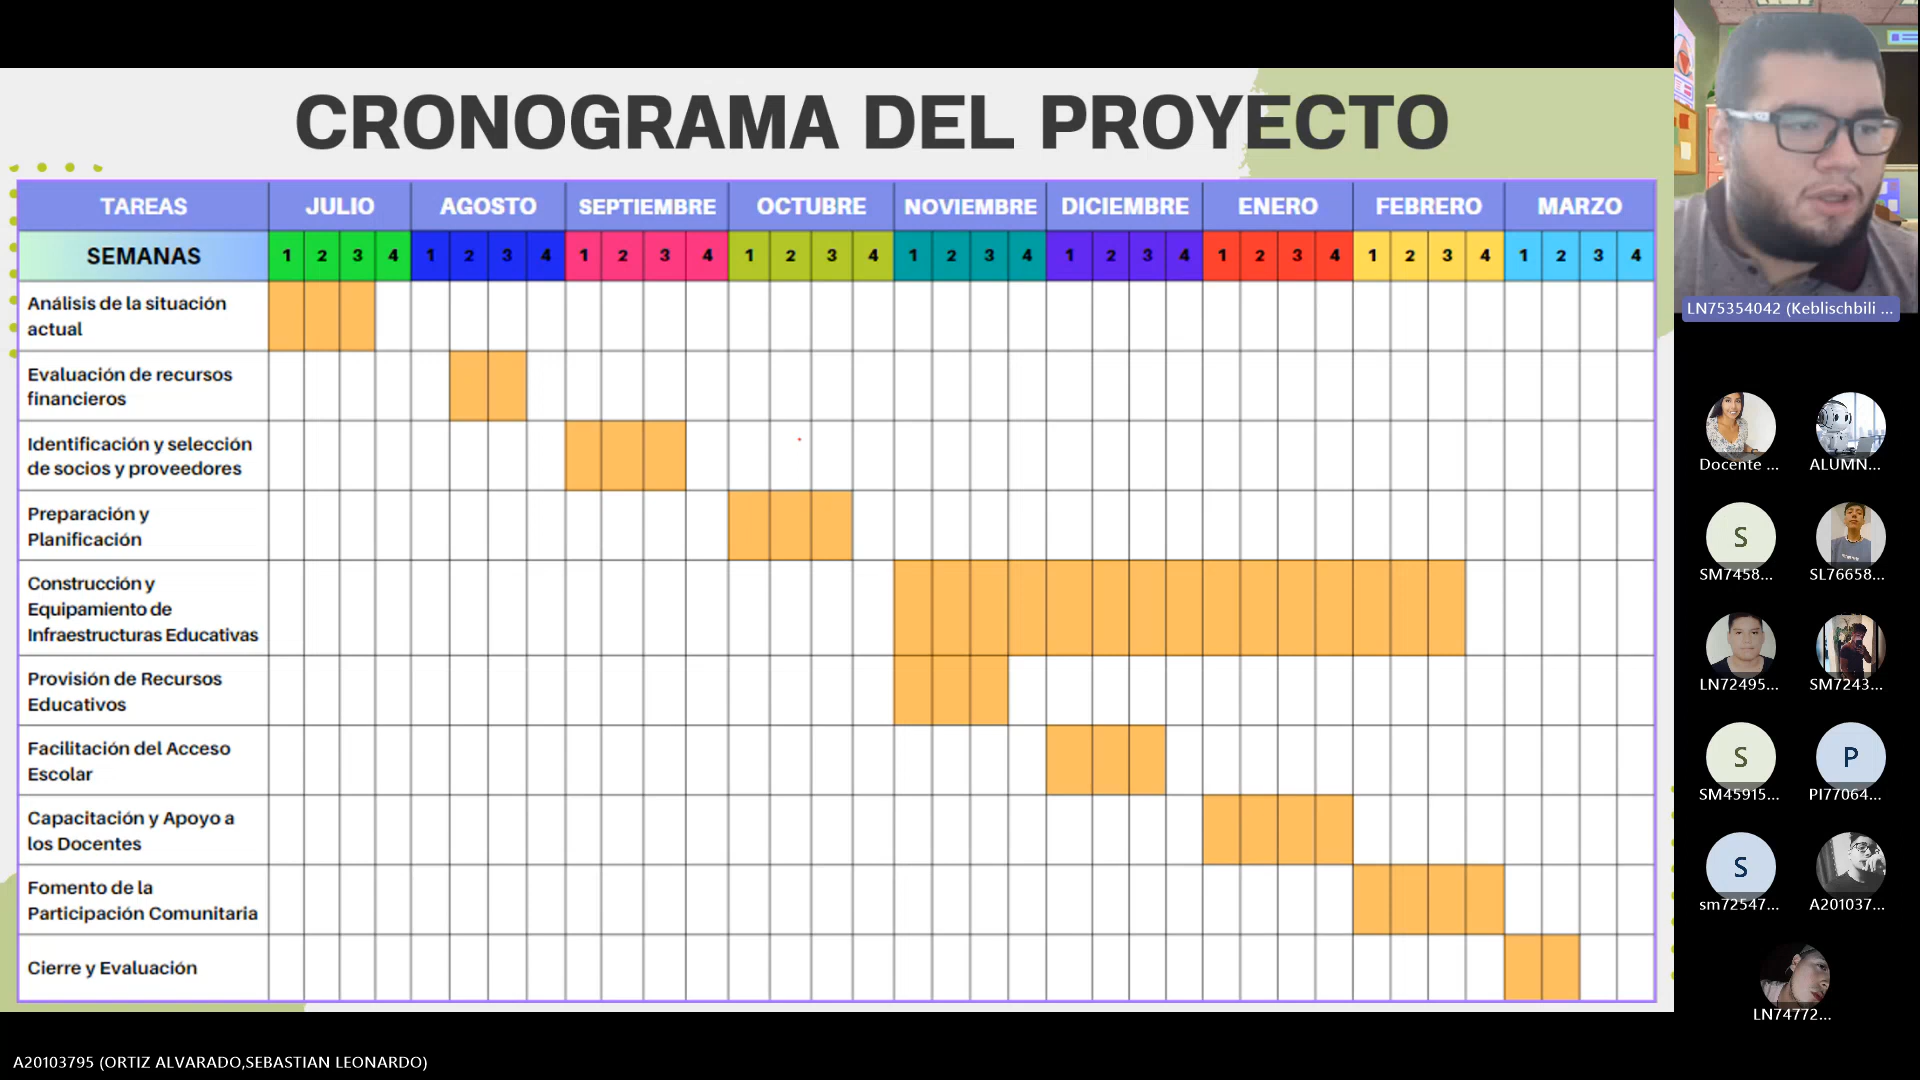 CRONOGRAMA DEL PROYECTO
TAREAS JULIO AGOSTO SEPTIEMBRE OCTUBRE NOVIEMBRE DICIEMBRE ENERO FEBRERO MARZO
SEMANAS 1 2 3 4 1 2 3 4 1 2 3 4 1 2 3 4 1 2 3 4 1 2 3 4 1 2 3 4 1 2 3 4 1 2 3 4
Análisis de la situación
actual
Evaluación de recursos
financieros
Identificación y selección
de socios y proveedores
Preparación y
Planificación
Construcción y
Equipamiento de
Infraestructuras Educativas
Provisión de Recursos
Educativos
Facilitación del Acceso
Escolar
Capacitación y Apoyo a
los Docentes
Fomento de la
Participación Comunitaria
Cierre y Evaluación
LN75354042 (Keblischbili ...
Docente ... ALUMN...
S
SM7458... SL76658...
LN72495... SM7243...
S P
SM45915... PI77064...
S
sm72547... A201037...
LN74772...
A20103795 (ORTIZ ALVARADO,SEBASTIAN LEONARDO)